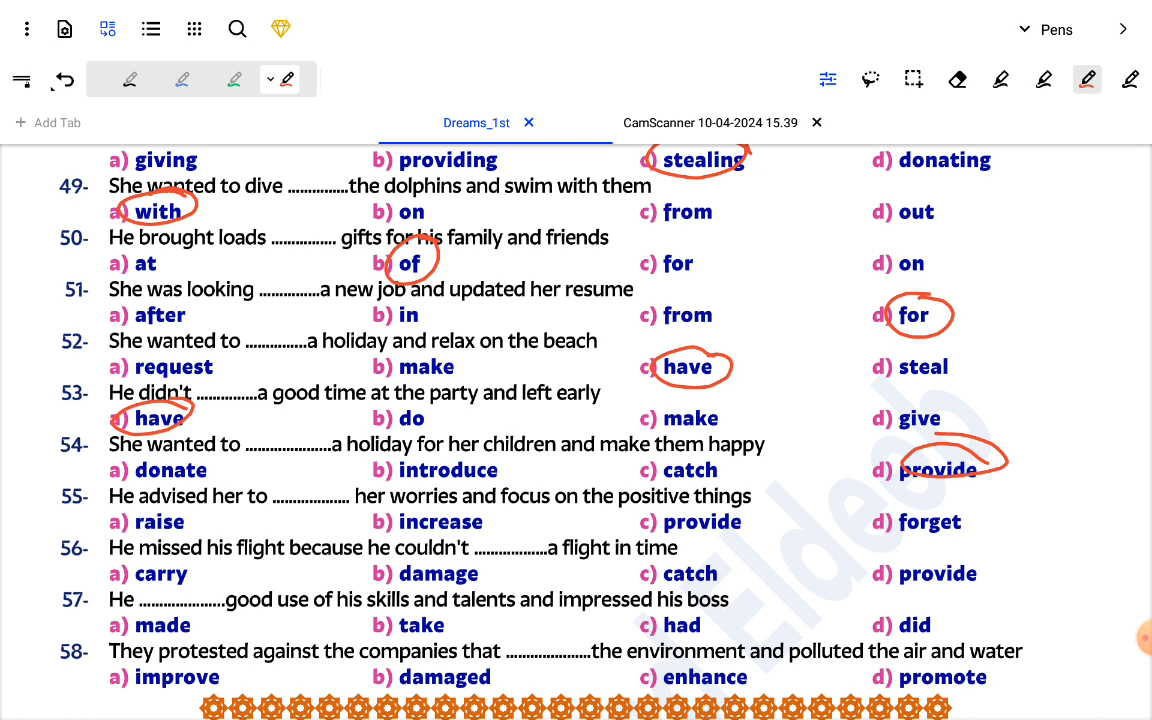 Pens
+ Add Tab
Dreams_1st
CamScanner 10-04-2024 15.39
a) giving b) providing c) stealing d) donating
49- She wanted to dive ...............the dolphins and swim with them
a) with b) on c) from d) out
50- He brought loads ................ gifts for his family and friends
a) at b) of c) for d) on
51- She was looking ...............a new job and updated her resume
a) after b) in c) from d) for
52- She wanted to ...............a holiday and relax on the beach
a) request b) make c) have d) steal
53- He didn't ...............a good time at the party and left early
a) have b) do c) make d) give
54- She wanted to .....................a holiday for her children and make them happy
a) donate b) introduce c) catch d) provide
55- He advised her to ................... her worries and focus on the positive things
a) raise b) increase c) provide d) forget
56- He missed his flight because he couldn't ..................a flight in time
a) carry b) damage c) catch d) provide
57- He .....................good use of his skills and talents and impressed his boss
a) made b) take c) had d) did
58- They protested against the companies that .....................the environment and polluted the air and water
a) improve b) damaged c) enhance d) promote
Eldeeb